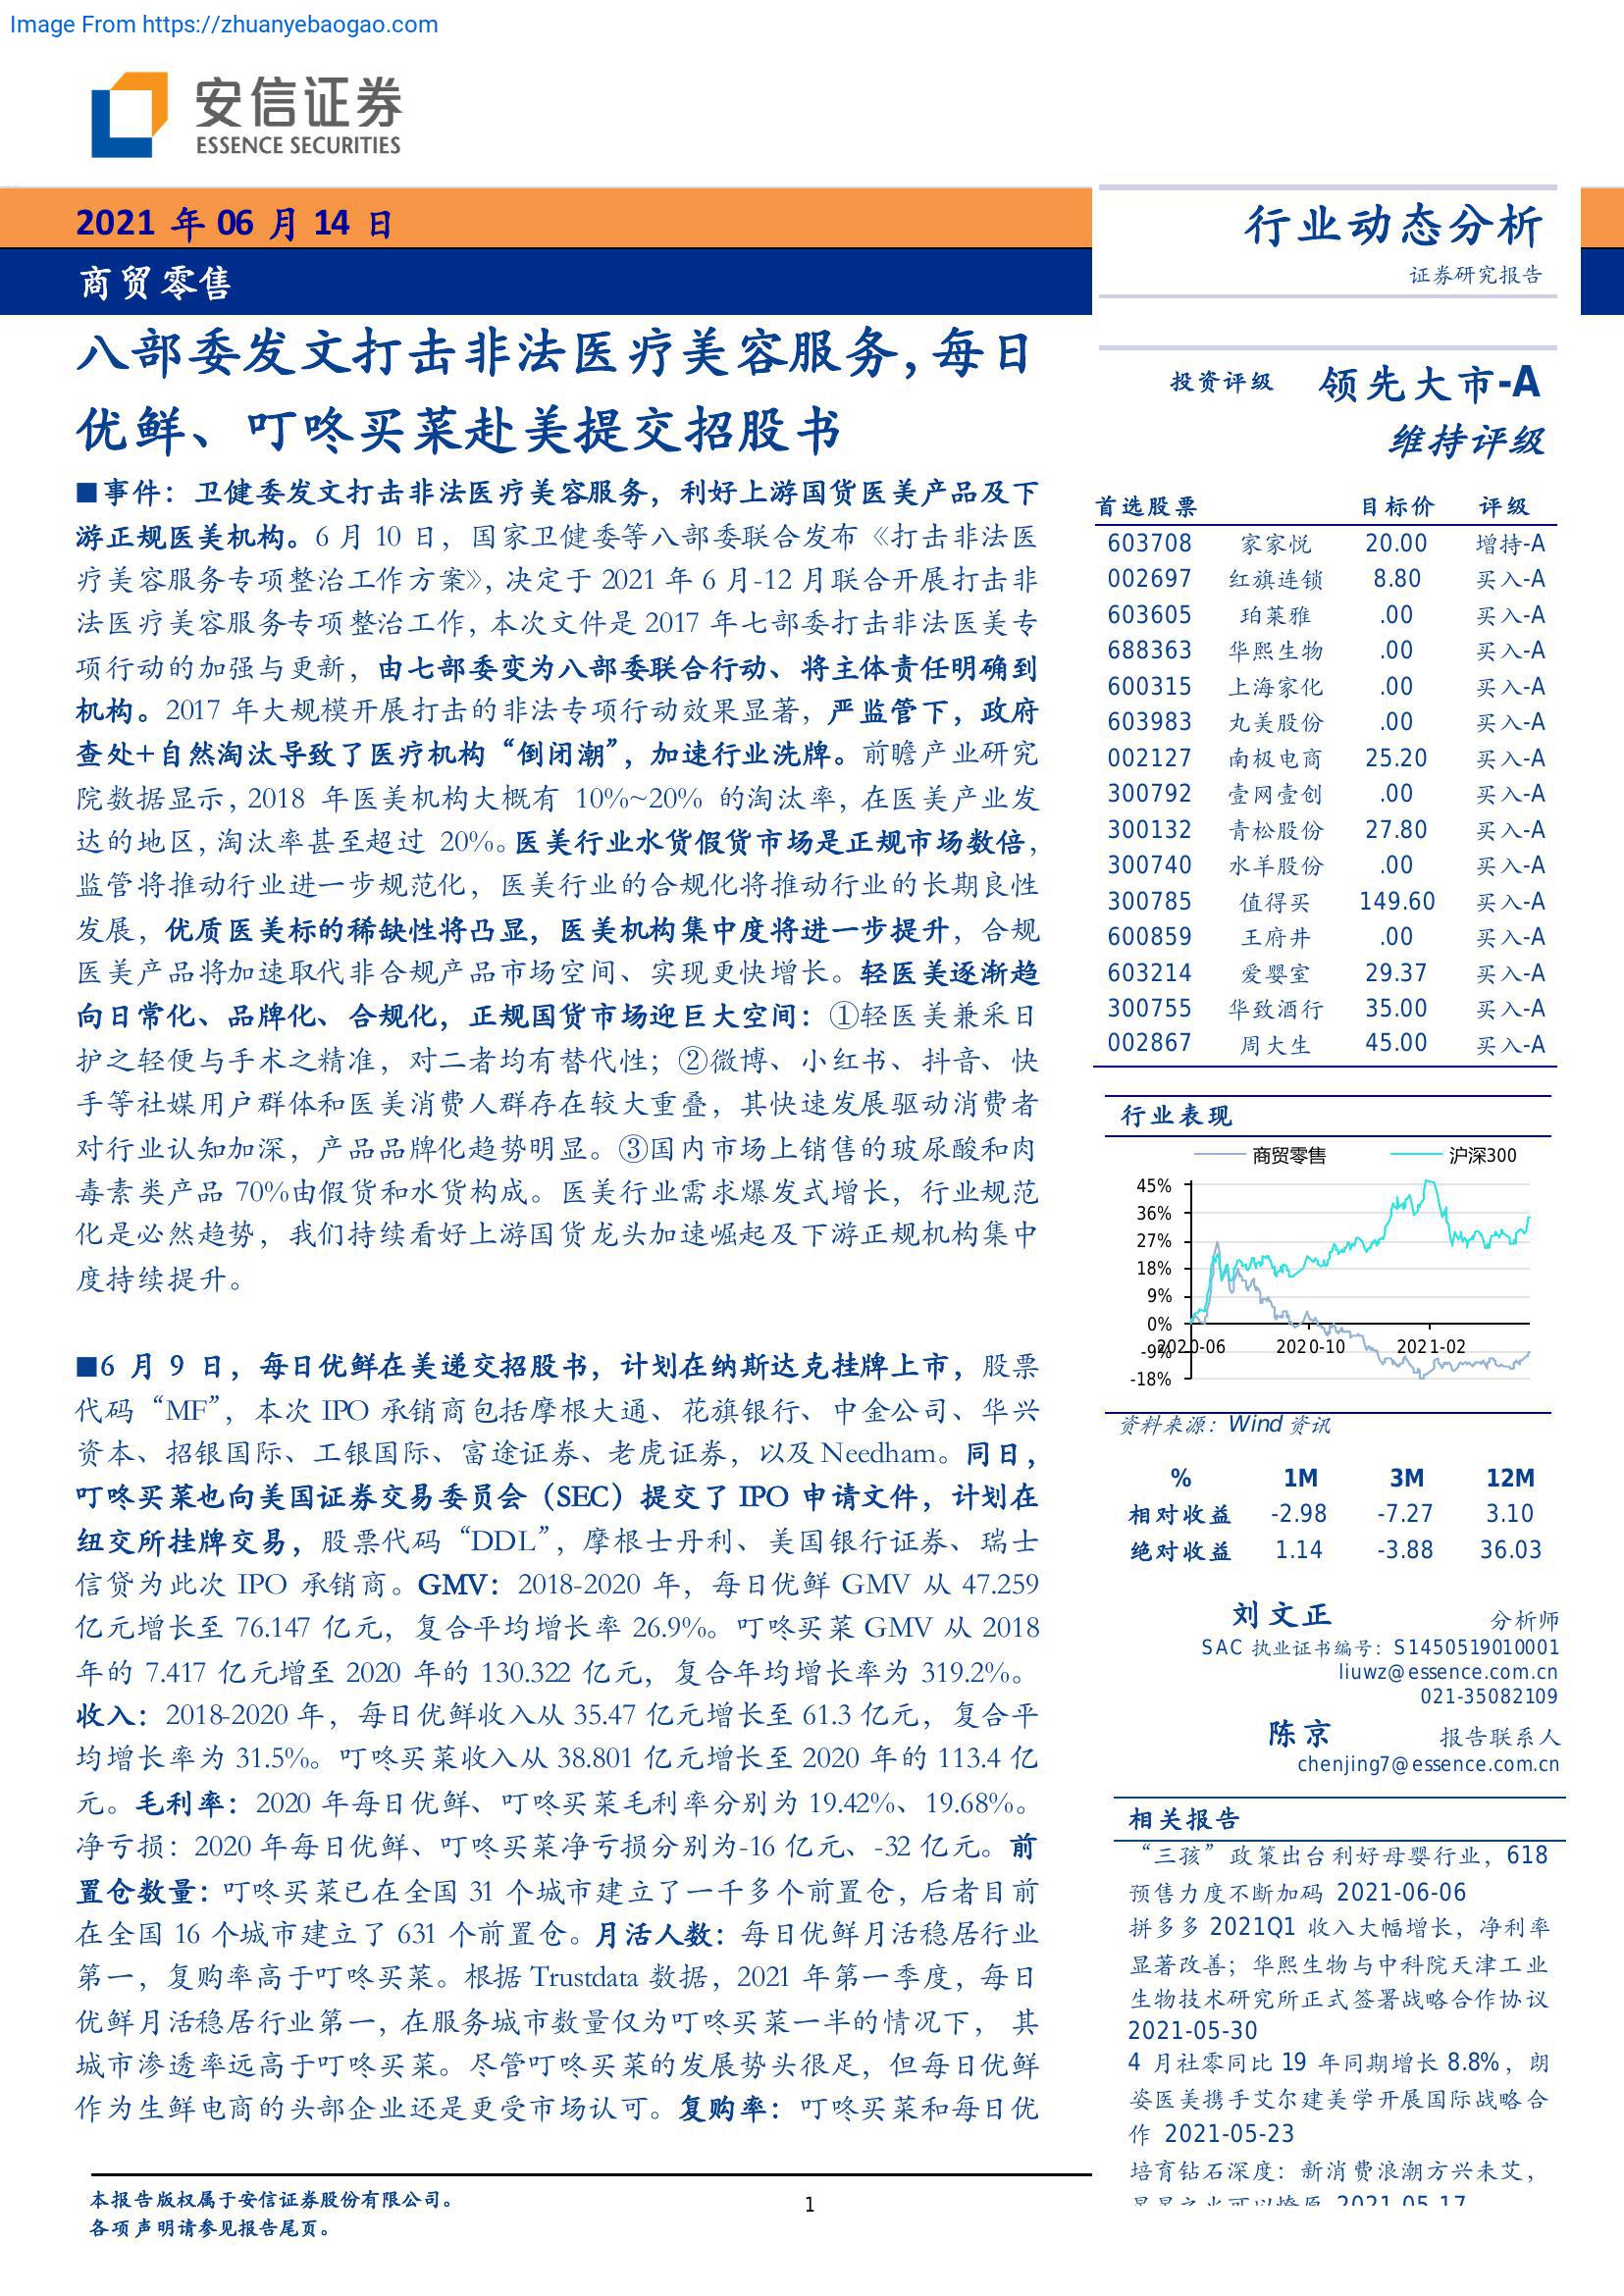 Image From https://zhuanyebaogao.com
安信证券
ESSENCE SECURITIES
2021 年 06 月 14 日
商贸零售
行业动态分析
证券研究报告
八部委发文打击非法医疗美容服务，每日
优鲜、叮咚买菜赴美提交招股书
■事件：卫健委发文打击非法医疗美容服务，利好上游国货医美产品及下
游正规医美机构。6 月 10 日，国家卫健委等八部委联合发布《打击非法医
疗美容服务专项整治工作方案》，决定于 2021 年 6 月-12 月联合开展打击非
法医疗美容服务专项整治工作，本次文件是 2017 年七部委打击非法医美专
项行动的加强与更新，由七部委变为八部委联合行动、将主体责任明确到
机构。2017 年大规模开展打击的非法专项行动效果显著，严监管下，政府
查处+自然淘汰导致了医疗机构“倒闭潮”，加速行业洗牌。前瞻产业研究
院数据显示，2018 年医美机构大概有 10%~20% 的淘汰率，在医美产业发
达的地区，淘汰率甚至超过 20%。医美行业水货假货市场是正规市场数倍，
监管将推动行业进一步规范化，医美行业的合规化将推动行业的长期良性
发展，优质医美标的稀缺性将凸显，医美机构集中度将进一步提升，合规
医美产品将加速取代非合规产品市场空间、实现更快增长。轻医美逐渐趋
向日常化、品牌化、合规化，正规国货市场迎巨大空间：①轻医美兼采日
护之轻便与手术之精准，对二者均有替代性；②微博、小红书、抖音、快
手等社媒用户群体和医美消费人群存在较大重叠，其快速发展驱动消费者
对行业认知加深，产品品牌化趋势明显。③国内市场上销售的玻尿酸和肉
毒素类产品 70%由假货和水货构成。医美行业需求爆发式增长，行业规范
化是必然趋势，我们持续看好上游国货龙头加速崛起及下游正规机构集中
度持续提升。
■6 月 9 日，每日优鲜在美递交招股书，计划在纳斯达克挂牌上市，股票
代码“MF”，本次 IPO 承销商包括摩根大通、花旗银行、中金公司、华兴
资本、招银国际、工银国际、富途证券、老虎证券，以及 Needham。同日，
叮咚买菜也向美国证券交易委员会（SEC）提交了 IPO 申请文件，计划在
纽交所挂牌交易，股票代码“DDL”，摩根士丹利、美国银行证券、瑞士
信贷为此次 IPO 承销商。GMV：2018-2020 年，每日优鲜 GMV 从 47.259
亿元增长至 76.147 亿元，复合平均增长率 26.9%。叮咚买菜 GMV 从 2018
年的 7.417 亿元增至 2020 年的 130.322 亿元，复合年均增长率为 319.2%。
收入：2018-2020 年，每日优鲜收入从 35.47 亿元增长至 61.3 亿元，复合平
均增长率为 31.5%。叮咚买菜收入从 38.801 亿元增长至 2020 年的 113.4 亿
元。毛利率：2020 年每日优鲜、叮咚买菜毛利率分别为 19.42%、19.68%。
净亏损：2020 年每日优鲜、叮咚买菜净亏损分别为-16 亿元、-32 亿元。前
置仓数量：叮咚买菜已在全国 31 个城市建立了一千多个前置仓，后者目前
在全国 16 个城市建立了 631 个前置仓。月活人数：每日优鲜月活稳居行业
第一，复购率高于叮咚买菜。根据 Trustdata 数据，2021 年第一季度，每日
优鲜月活稳居行业第一，在服务城市数量仅为叮咚买菜一半的情况下， 其
城市渗透率远高于叮咚买菜。尽管叮咚买菜的发展势头很足，但每日优鲜
作为生鲜电商的头部企业还是更受市场认可。复购率：叮咚买菜和每日优
投资评级 领先大市-A
维持评级
首选股票 目标价 评级
603708 家家悦 20.00 增持-A
002697 红旗连锁 8.80 买入-A
603605 珀莱雅 .00 买入-A
688363 华熙生物 .00 买入-A
600315 上海家化 .00 买入-A
603983 丸美股份 .00 买入-A
002127 南极电商 25.20 买入-A
300792 壹网壹创 .00 买入-A
300132 青松股份 27.80 买入-A
300740 水羊股份 .00 买入-A
300785 值得买 149.60 买入-A
600859 王府井 .00 买入-A
603214 爱婴室 29.37 买入-A
300755 华致酒行 35.00 买入-A
002867 周大生 45.00 买入-A
行业表现
商贸零售 沪深300
45%
36%
27%
18%
9%
0%
-9%
-18%
2020-06 2020-10 2021-02
资料来源：Wind 资讯
% 1M 3M 12M
相对收益 -2.98 -7.27 3.10
绝对收益 1.14 -3.88 36.03
刘文正 分析师
SAC 执业证书编号：S1450519010001
liuwz@essence.com.cn
021-35082109
陈京 报告联系人
chenjing7@essence.com.cn
相关报告
“三孩”政策出台利好母婴行业，618
预售力度不断加码 2021-06-06
拼多多 2021Q1 收入大幅增长，净利率
显著改善；华熙生物与中科院天津工业
生物技术研究所正式签署战略合作协议
2021-05-30
4 月社零同比 19 年同期增长 8.8%，朗
姿医美携手艾尔建美学开展国际战略合
作 2021-05-23
培育钻石深度：新消费浪潮方兴未艾，
2021-05-17
本报告版权属于安信证券股份有限公司。
各项声明请参见报告尾页。
1